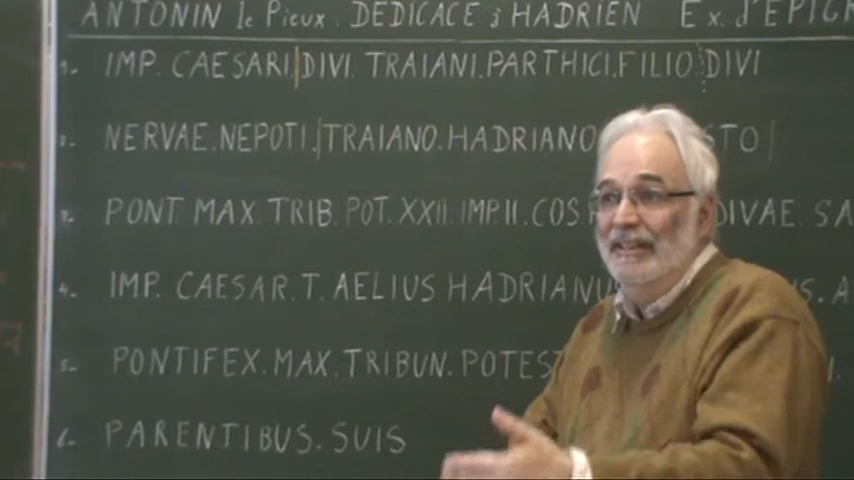 ANTONIN le Pieux : DEDICACE à HADRIEN Ex. d'EPIGR
1- IMP. CAESARI. DIVI. TRAIANI. PARTHICI. FILIO. DIVI
2- NERVAE. NEPOTI. TRAIANO. HADRIANO STO
3- PONT. MAX. TRIB. POT. XXII. IMP. II. COS DIVAE. SA
4- IMP. CAESAR. T. AELIUS HADRIANU S. A
5- PONTIFEX. MAX. TRIBUN. POTEST
6- PARENTIBUS. SUIS